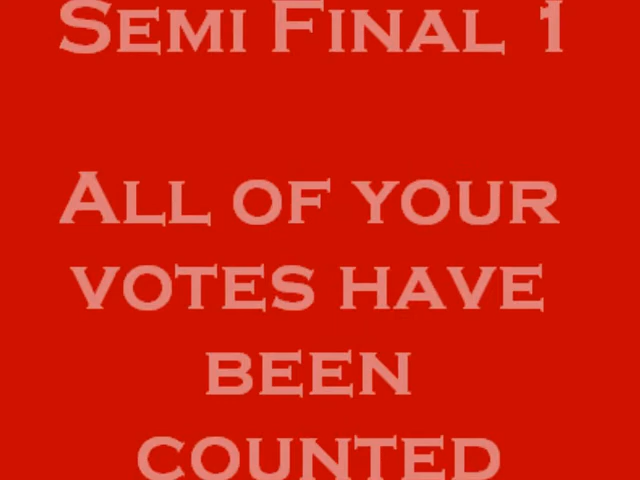 Semi Final 1
All of your
votes have
been
counted